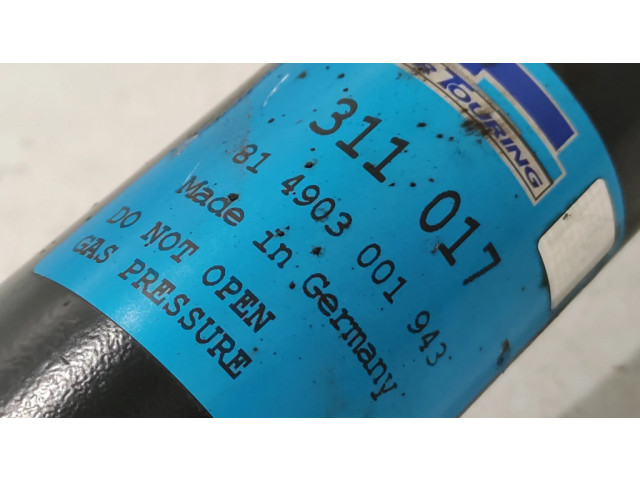 TOURING
311 017
81 4903 001 943
Made in Germany
DO NOT OPEN
GAS PRESSURE